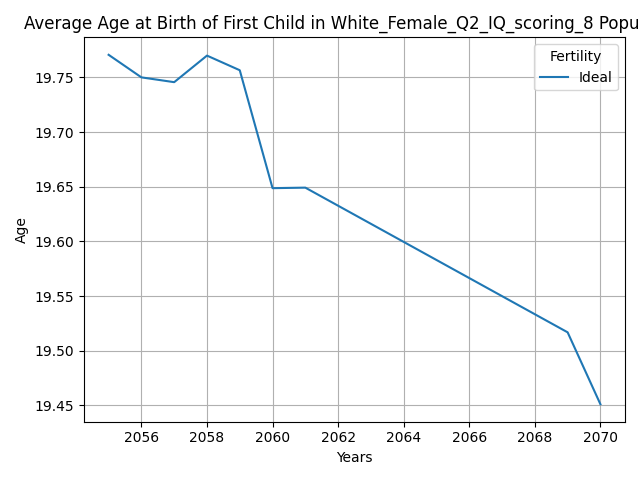 Average Age at Birth of First Child in White_Female_Q2_IQ_scoring_8 Popu
Fertility
Ideal
19.75
19.70
19.65
19.60
19.55
19.50
19.45
Age
2056 2058 2060 2062 2064 2066 2068 2070
Years